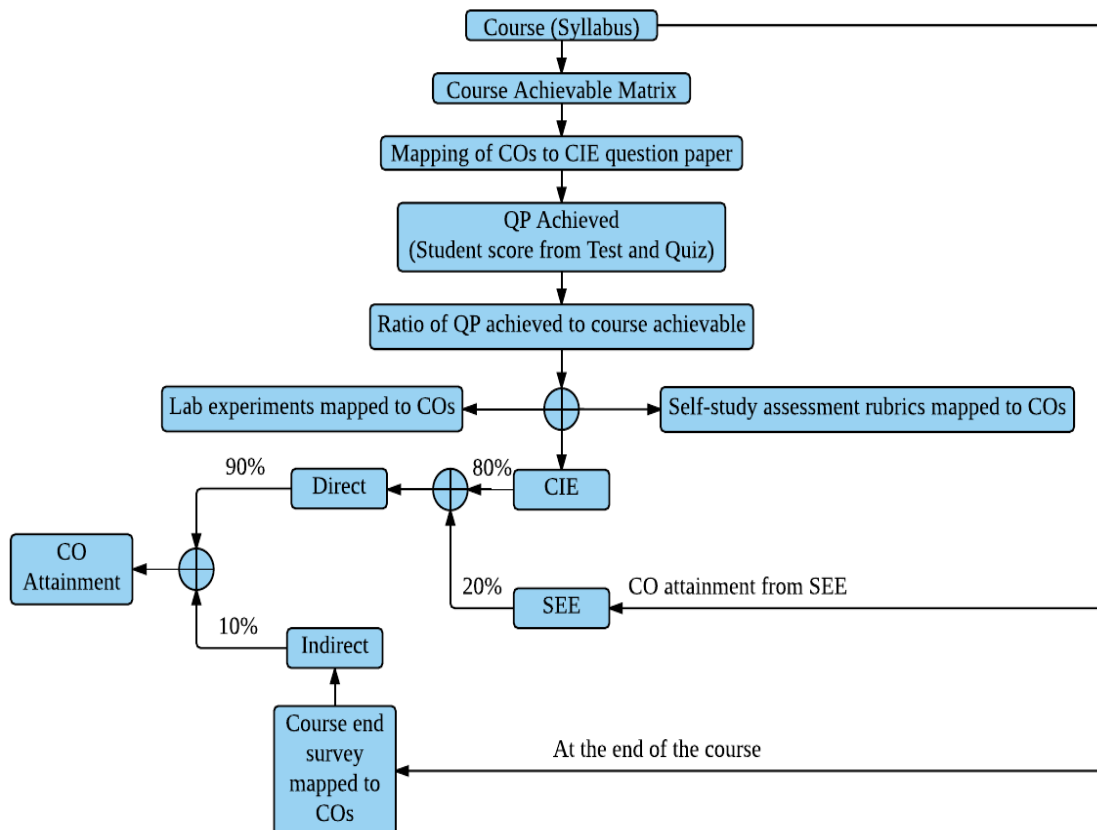 Course (Syllabus)
Course Achievable Matrix
Mapping of COs to CIE question paper
QP Achieved
(Student score from Test and Quiz)
Ratio of QP achieved to course achievable
Lab experiments mapped to COs
Self-study assessment rubrics mapped to COs
90%
Direct
80%
CIE
CO
Attainment
20%
SEE
CO attainment from SEE
10%
Indirect
Course end
survey
mapped to
COs
At the end of the course